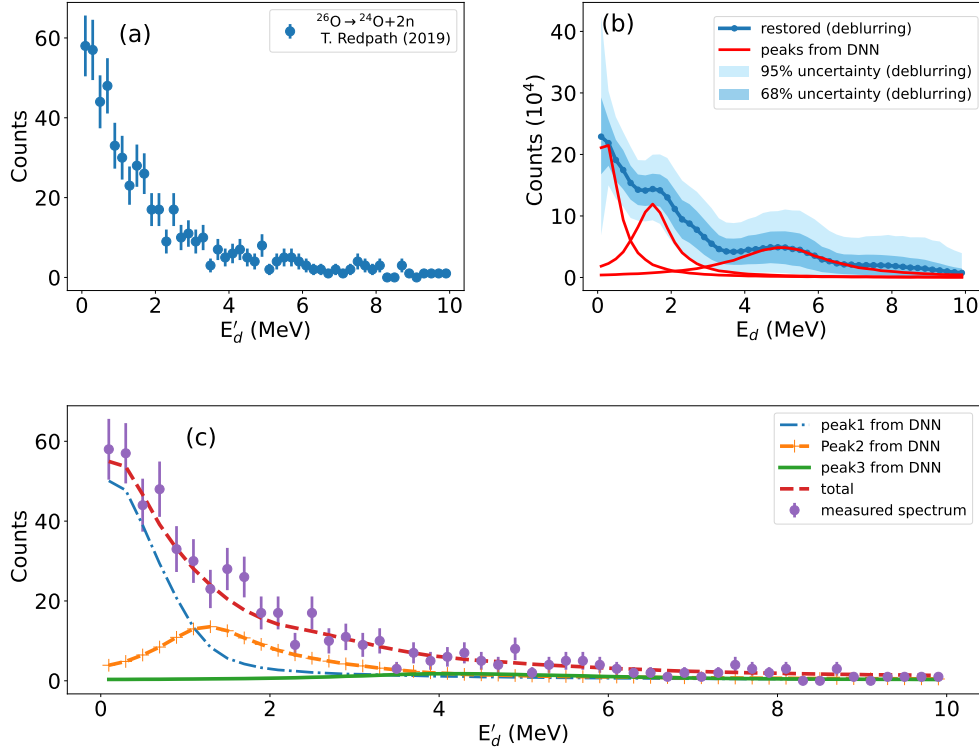 (a)
²⁶O→²⁴O+2n
T. Redpath (2019)
Counts
60
40
20
0
0 2 4 6 8 10
E′d (MeV)
(b)
restored (deblurring)
peaks from DNN
95% uncertainty (deblurring)
68% uncertainty (deblurring)
Counts (10⁴)
40
30
20
10
0
0 2 4 6 8 10
Ed (MeV)
(c)
peak1 from DNN
Peak2 from DNN
peak3 from DNN
total
measured spectrum
Counts
60
40
20
0
0 2 4 6 8 10
E′d (MeV)